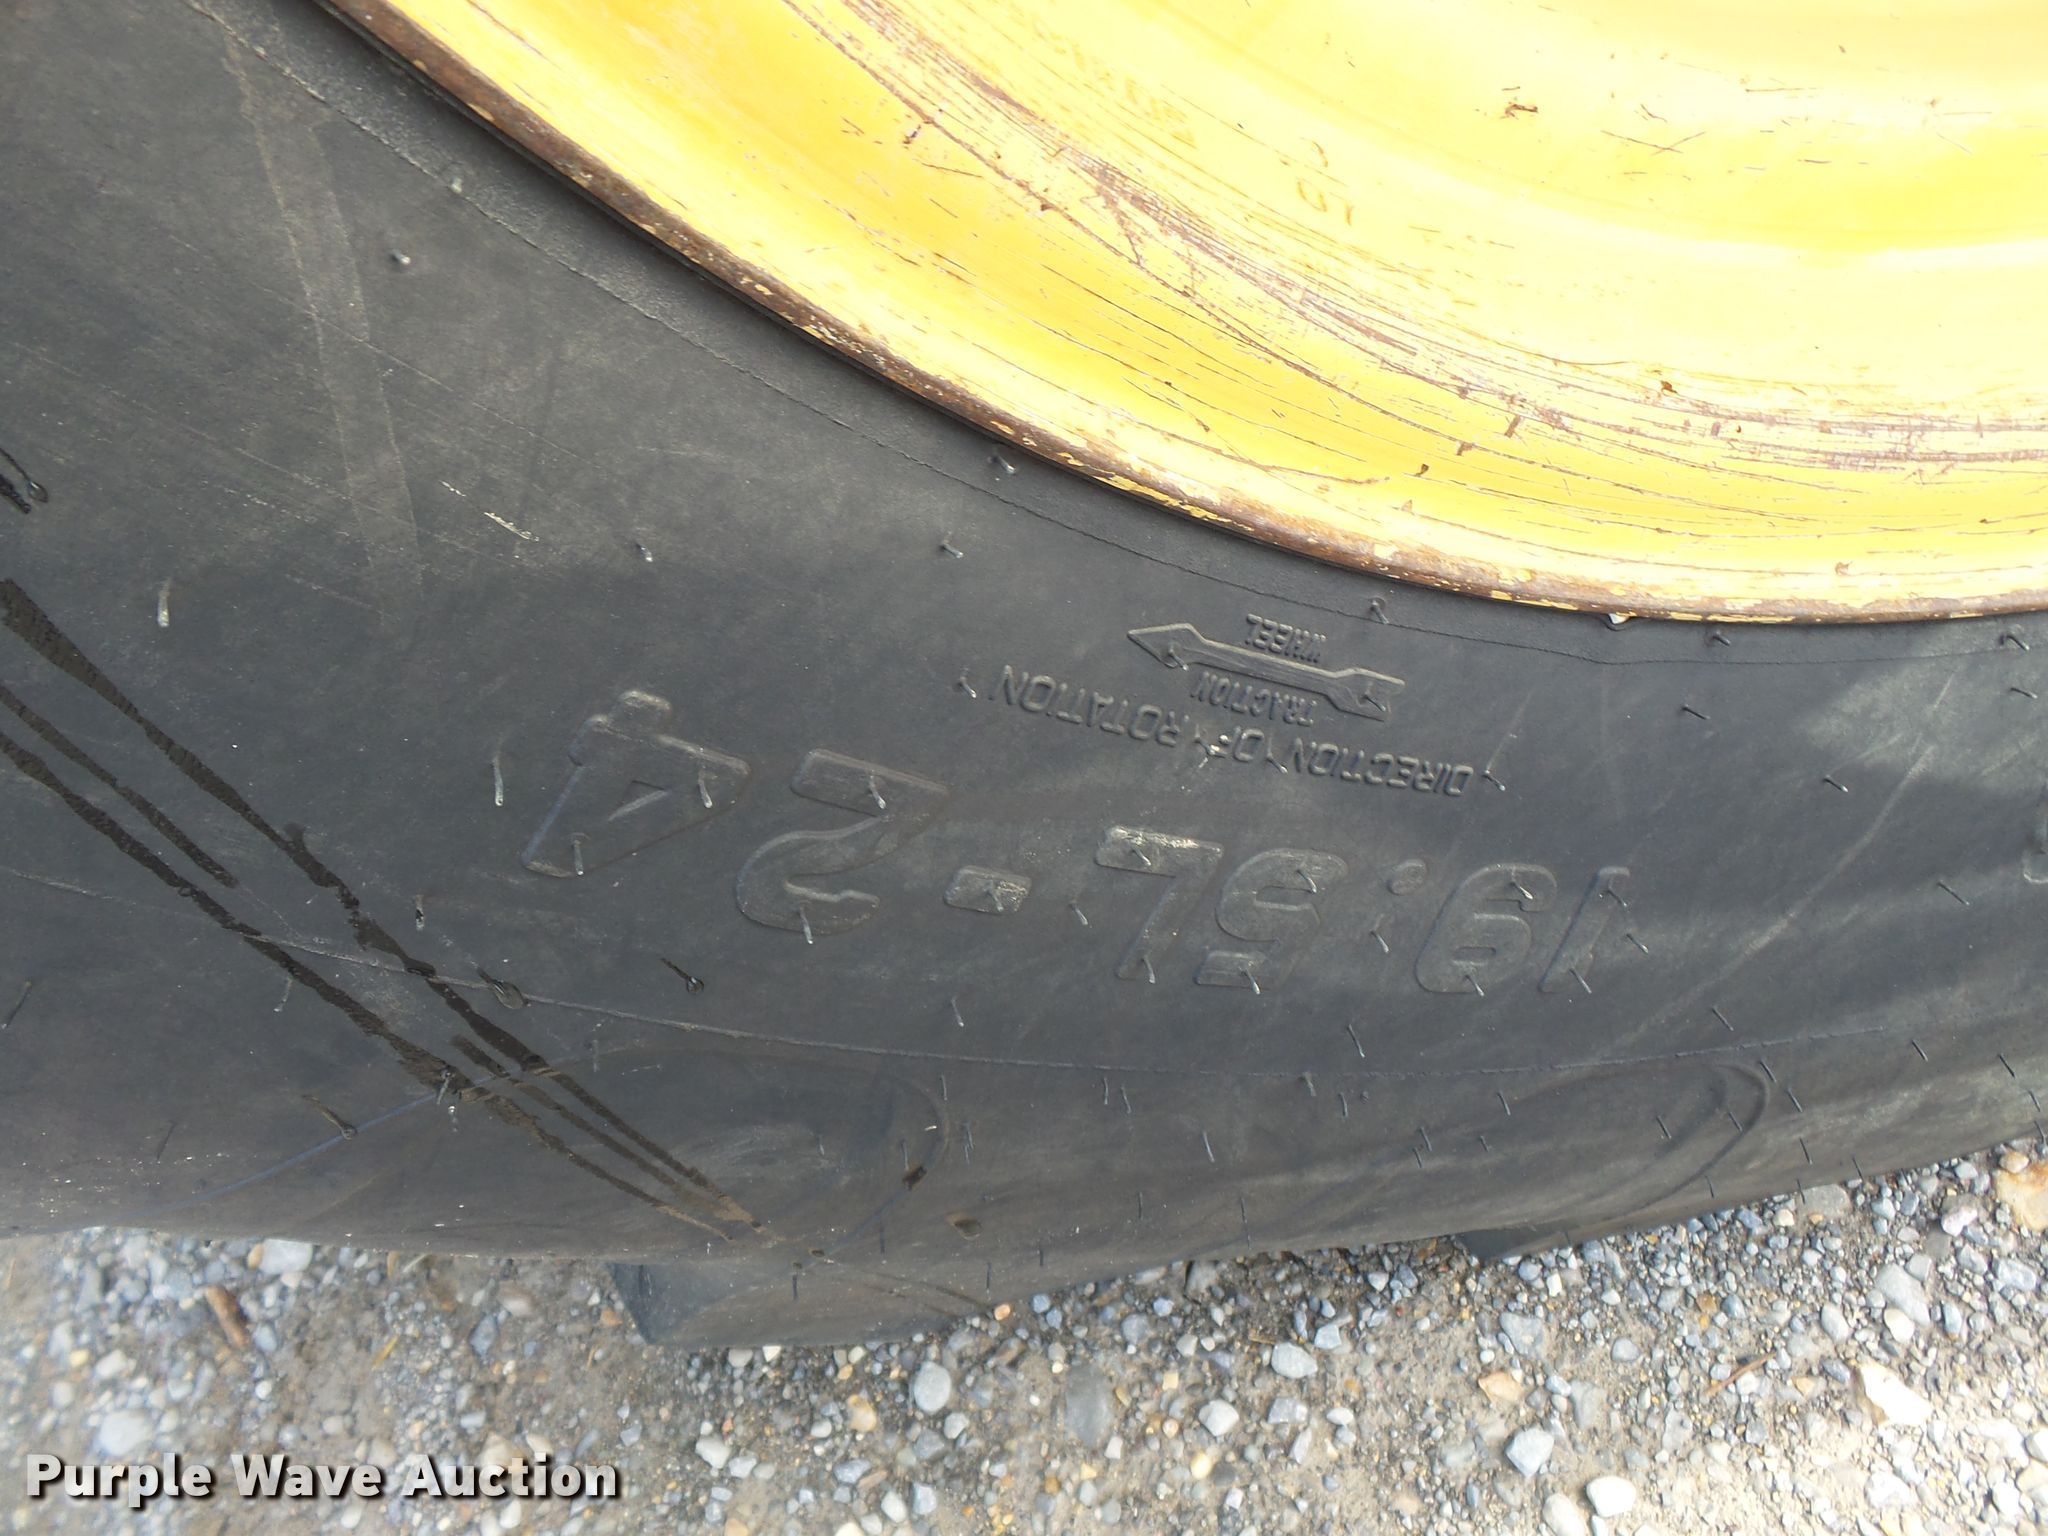 19.5L-24
DIRECTION OF ROTATION
TRACTION
WHEEL
Purple Wave Auction